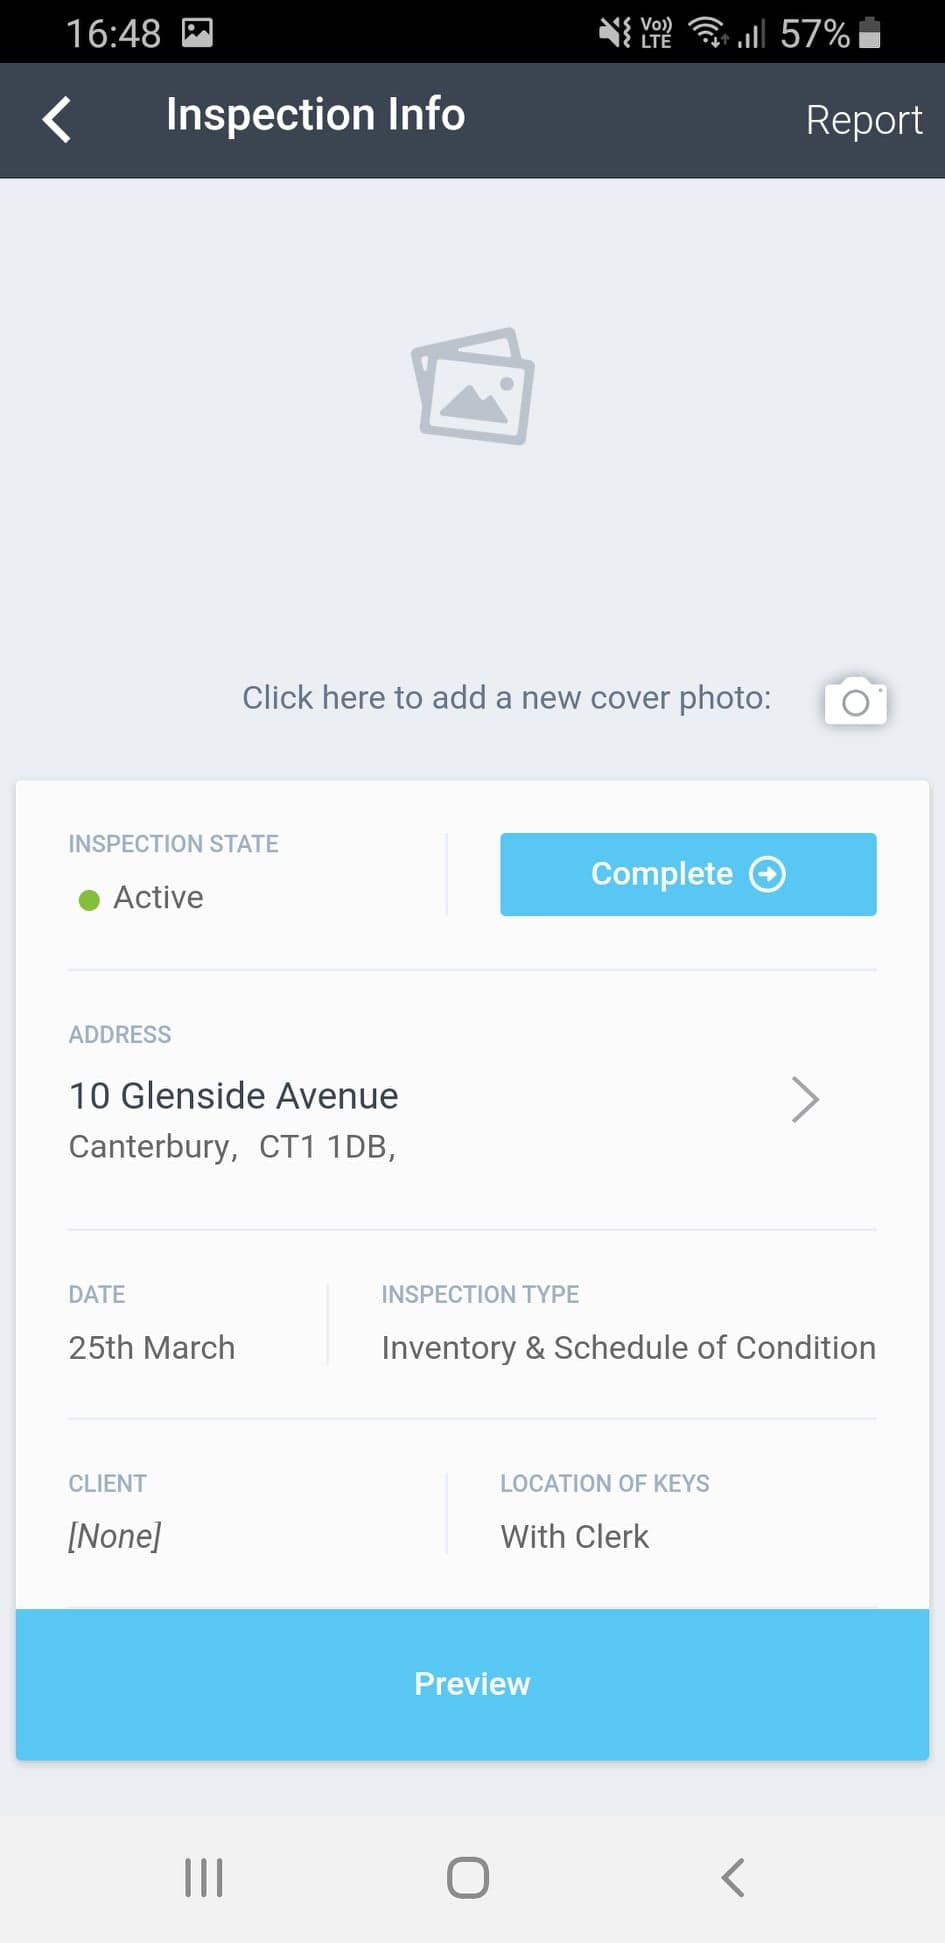 16:48
Vo)) LTE
57%
Inspection Info
Report
Click here to add a new cover photo:
INSPECTION STATE
Active
Complete
ADDRESS
10 Glenside Avenue
Canterbury, CT1 1DB,
DATE
INSPECTION TYPE
25th March
Inventory & Schedule of Condition
CLIENT
LOCATION OF KEYS
[None]
With Clerk
Preview